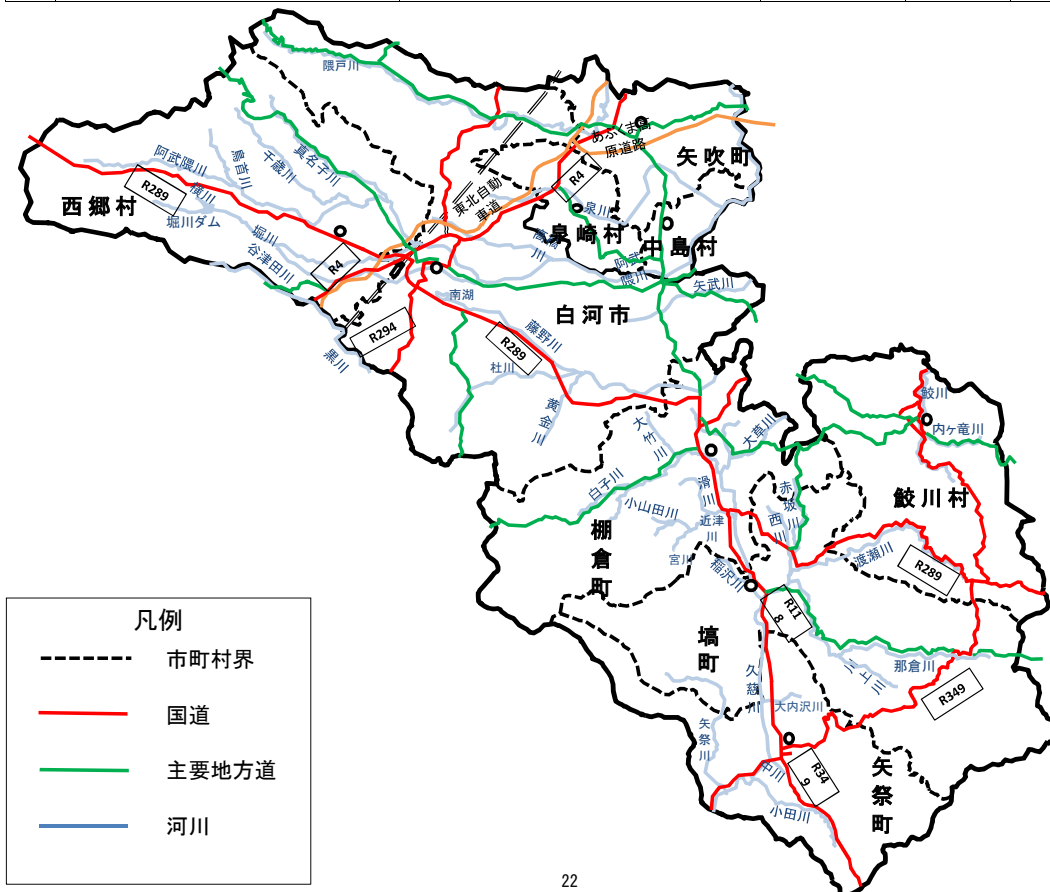 隈戸川
あぶくま高
原道路
矢吹町
R4
阿武隈川
鳥首川
千歳川
真名子川
R289
横川
西郷村
堀川ダム
東北自動
車道
泉川
泉崎村
中島村
堀川
谷津田川
R4
阿武
隈川
矢武川
南湖
白河市
R294
黒川
藤野川
R289
杜川
黄金川
鮫川
内ヶ竜川
大竹川
大草川
白子川
滑川
赤坂川
西川
鮫川村
小山田川
近津
川
棚倉町
宮川
稲沢川
渡瀬川
R289
R11
8
塙町
久慈川
川上川
那倉川
R349
大内沢川
矢祭川
中川
R34
9
矢祭町
小田川
凡例
市町村界
国道
主要地方道
河川
22